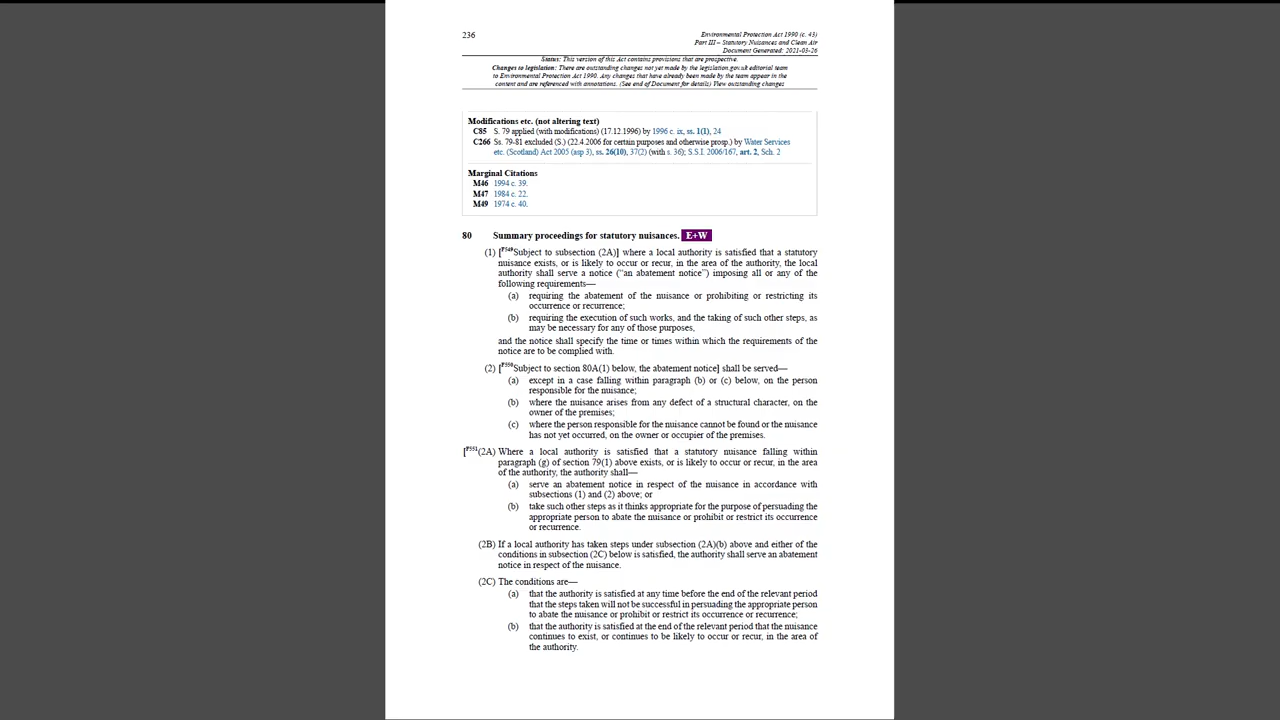 236
Environmental Protection Act 1990 (c. 43)
Part III – Statutory Nuisances and Clean Air
Document Generated: 2021-03-26
Status: This version of this Act contains provisions that are prospective.
Changes to legislation: There are outstanding changes not yet made by the legislation.gov.uk editorial team
to Environmental Protection Act 1990. Any changes that have already been made by the team appear in the
content and are referenced with annotations. (See end of Document for details) View outstanding changes
Modifications etc. (not altering text)
C85 S. 79 applied (with modifications) (17.12.1996) by 1996 c. ix, ss. 1(1), 24
C266 Ss. 79-81 excluded (S.) (22.4.2006 for certain purposes and otherwise prosp.) by Water Services
etc. (Scotland) Act 2005 (asp 3), ss. 26(10), 37(2) (with s. 36); S.S.I. 2006/167, art. 2, Sch. 2
Marginal Citations
M46 1994 c. 39.
M47 1984 c. 22.
M49 1974 c. 40.
80 Summary proceedings for statutory nuisances. E+W
(1) [F549Subject to subsection (2A)] where a local authority is satisfied that a statutory
nuisance exists, or is likely to occur or recur, in the area of the authority, the local
authority shall serve a notice (“an abatement notice”) imposing all or any of the
following requirements—
(a) requiring the abatement of the nuisance or prohibiting or restricting its
occurrence or recurrence;
(b) requiring the execution of such works, and the taking of such other steps, as
may be necessary for any of those purposes,
and the notice shall specify the time or times within which the requirements of the
notice are to be complied with.
(2) [F550Subject to section 80A(1) below, the abatement notice] shall be served—
(a) except in a case falling within paragraph (b) or (c) below, on the person
responsible for the nuisance;
(b) where the nuisance arises from any defect of a structural character, on the
owner of the premises;
(c) where the person responsible for the nuisance cannot be found or the nuisance
has not yet occurred, on the owner or occupier of the premises.
[F551(2A) Where a local authority is satisfied that a statutory nuisance falling within
paragraph (g) of section 79(1) above exists, or is likely to occur or recur, in the area
of the authority, the authority shall—
(a) serve an abatement notice in respect of the nuisance in accordance with
subsections (1) and (2) above; or
(b) take such other steps as it thinks appropriate for the purpose of persuading the
appropriate person to abate the nuisance or prohibit or restrict its occurrence
or recurrence.
(2B) If a local authority has taken steps under subsection (2A)(b) above and either of the
conditions in subsection (2C) below is satisfied, the authority shall serve an abatement
notice in respect of the nuisance.
(2C) The conditions are—
(a) that the authority is satisfied at any time before the end of the relevant period
that the steps taken will not be successful in persuading the appropriate person
to abate the nuisance or prohibit or restrict its occurrence or recurrence;
(b) that the authority is satisfied at the end of the relevant period that the nuisance
continues to exist, or continues to be likely to occur or recur, in the area of
the authority.